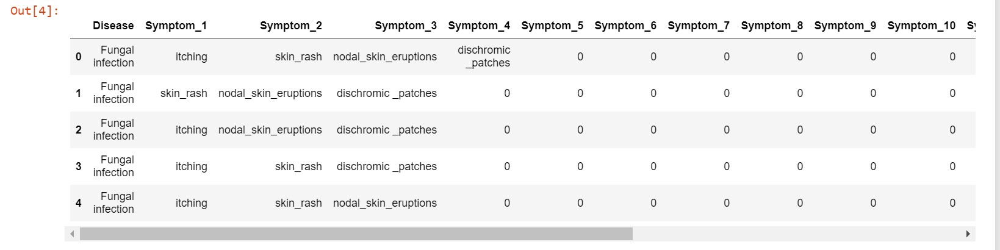 Out[4]:
Disease Symptom_1 Symptom_2 Symptom_3 Symptom_4 Symptom_5 Symptom_6 Symptom_7 Symptom_8 Symptom_9 Symptom_10
0 Fungal infection itching skin_rash nodal_skin_eruptions dischromic _patches 0 0 0 0 0 0
1 Fungal infection skin_rash nodal_skin_eruptions dischromic _patches 0 0 0 0 0 0 0
2 Fungal infection itching nodal_skin_eruptions dischromic _patches 0 0 0 0 0 0 0
3 Fungal infection itching skin_rash dischromic _patches 0 0 0 0 0 0 0
4 Fungal infection itching skin_rash nodal_skin_eruptions 0 0 0 0 0 0 0